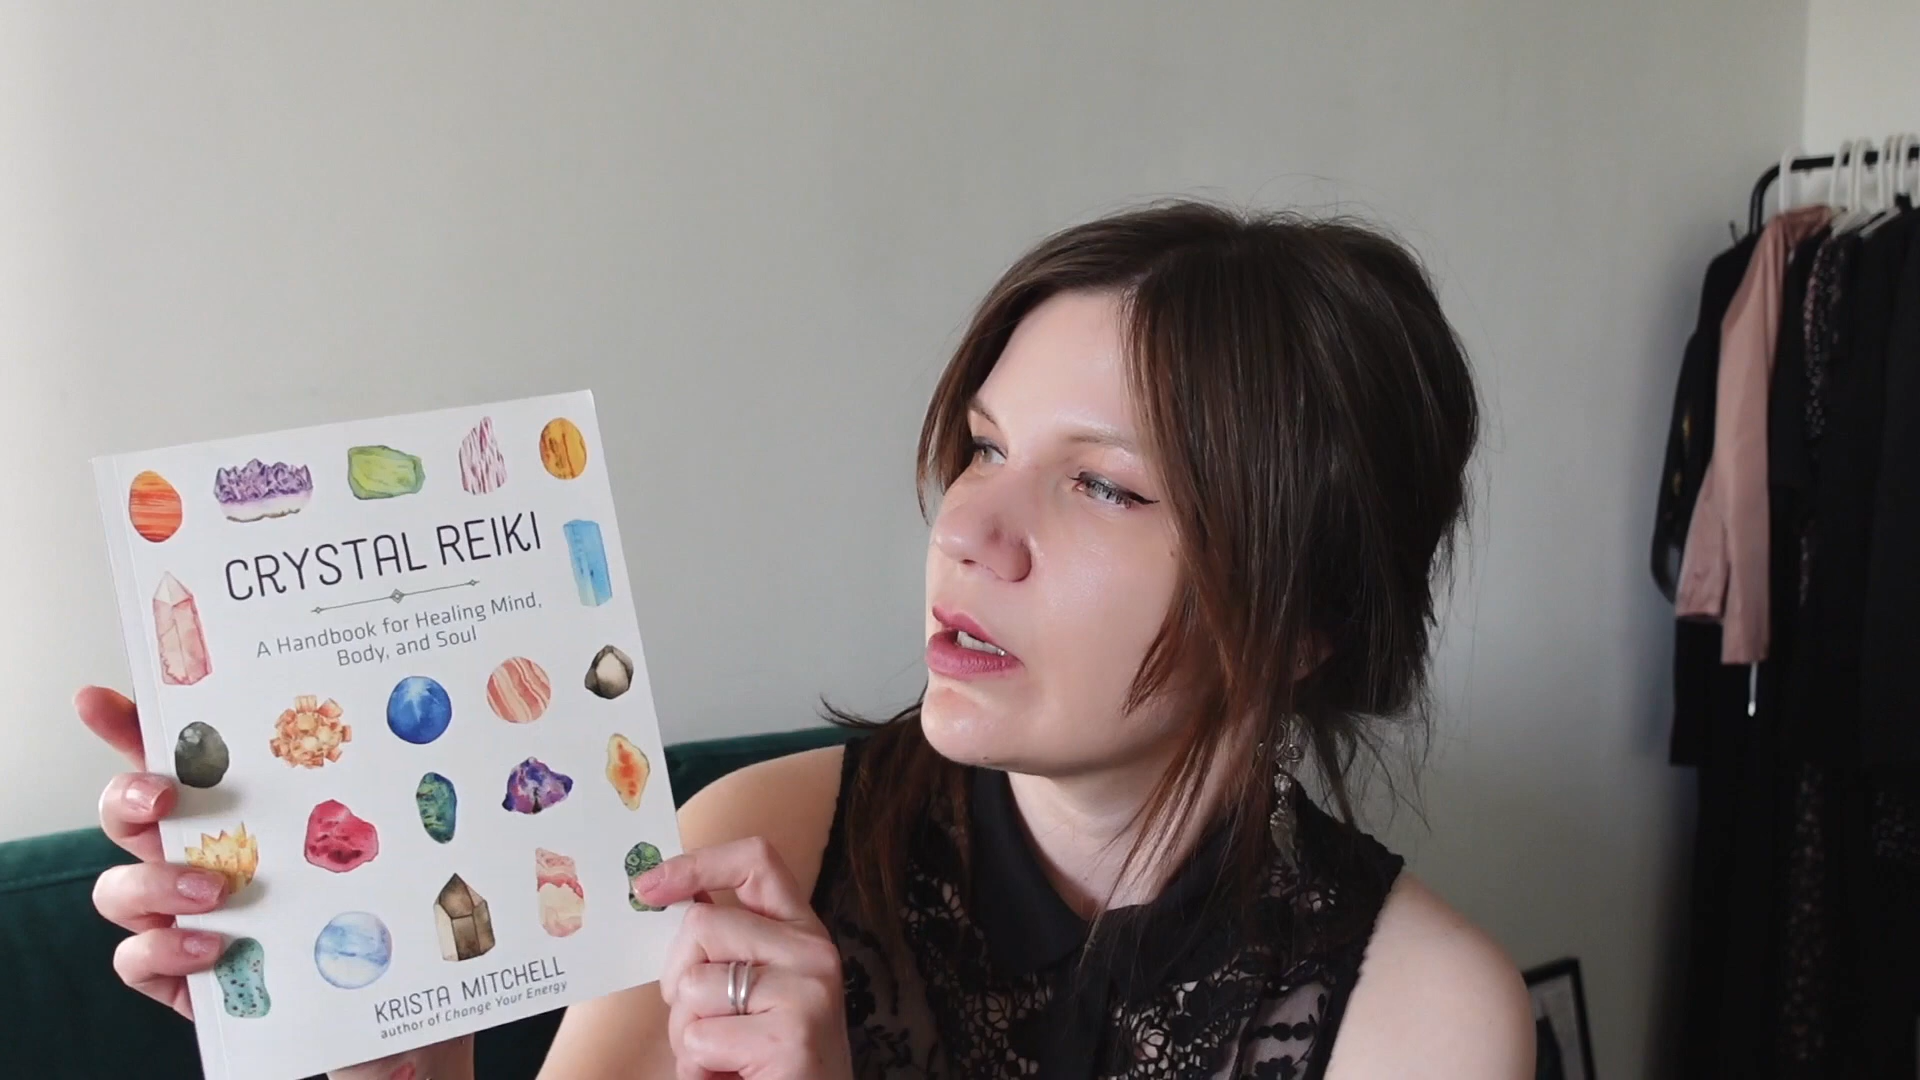 CRYSTAL REIKI
A Handbook for Healing Mind,
Body, and Soul
KRISTA MITCHELL
author of Change Your Energy